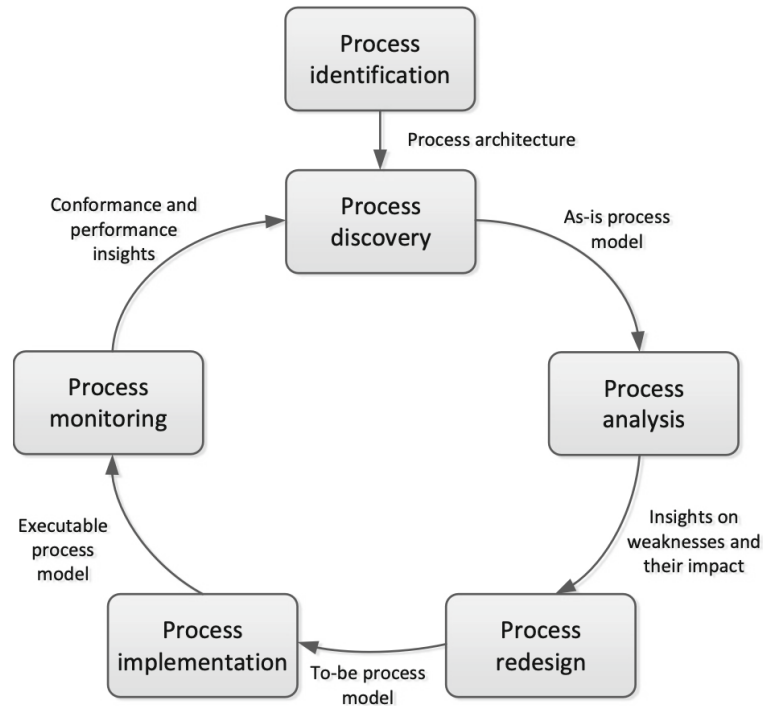 Process
identification
Process architecture
Process
discovery
As-is process
model
Process
analysis
Insights on
weaknesses and
their impact
Process
redesign
To-be process
model
Process
implementation
Executable
process
model
Process
monitoring
Conformance and
performance
insights